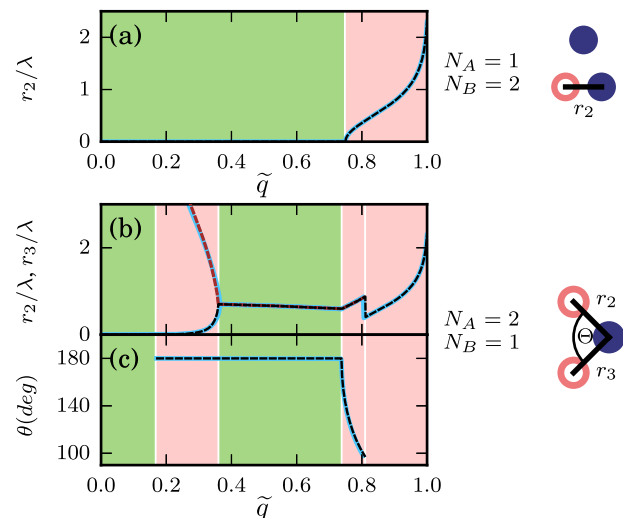 (a)
2
1
0
r₂/λ
0.0 0.2 0.4 0.6 0.8 1.0
q̃
N_A = 1
N_B = 2
r₂
(b)
2
0
r₂/λ, r₃/λ
(c)
180
140
100
θ(deg)
0.0 0.2 0.4 0.6 0.8 1.0
q̃
N_A = 2
N_B = 1
r₂
Θ
r₃